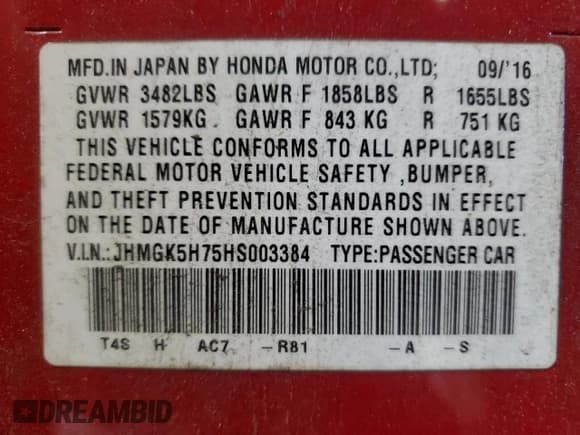 MFD.IN JAPAN BY HONDA MOTOR CO.,LTD; 09/'16
GVWR 3482LBS GAWR F 1858LBS R 1655LBS
GVWR 1579KG GAWR F 843 KG R 751 KG
THIS VEHICLE CONFORMS TO ALL APPLICABLE
FEDERAL MOTOR VEHICLE SAFETY ,BUMPER,
AND THEFT PREVENTION STANDARDS IN EFFECT
ON THE DATE OF MANUFACTURE SHOWN ABOVE.
V.I.N.:JHMGK5H75HS003384 TYPE:PASSENGER CAR
T4S H AC7 -R81 -A -S
DREAMBID